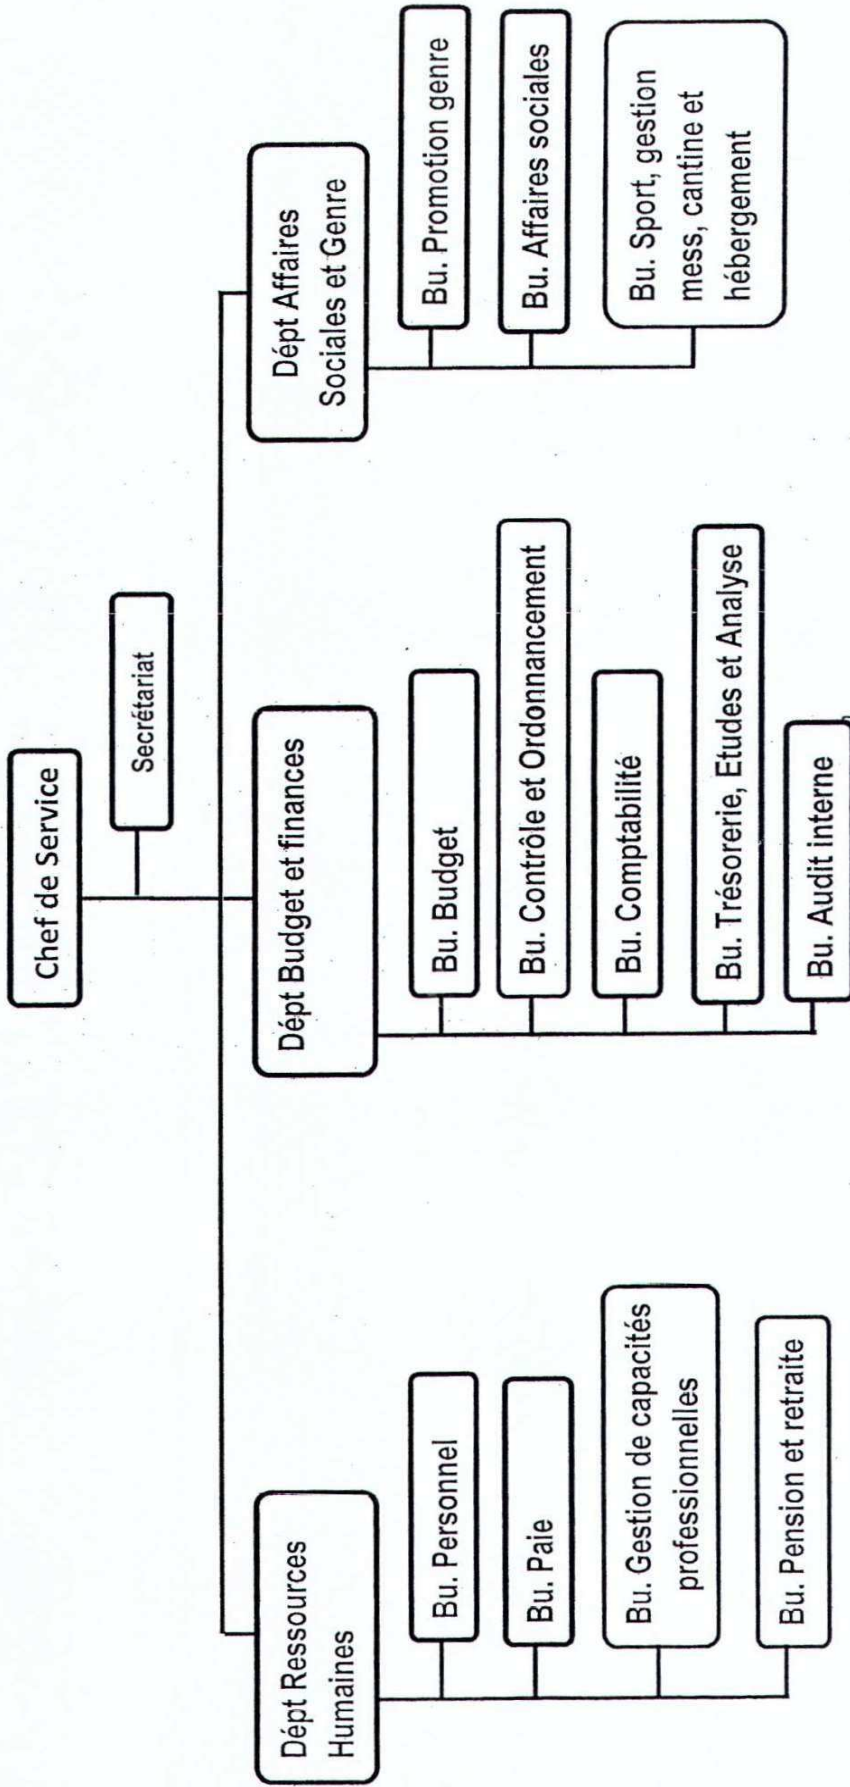 Chef de Service
Secrétariat
Dépt Ressources
Humaines
Bu. Personnel
Bu. Paie
Bu. Gestion de capacités
professionnelles
Bu. Pension et retraite
Dépt Budget et finances
Bu. Budget
Bu. Contrôle et Ordonnancement
Bu. Comptabilité
Bu. Trésorerie, Etudes et Analyse
Bu. Audit interne
Dépt Affaires
Sociales et Genre
Bu. Promotion genre
Bu. Affaires sociales
Bu. Sport, gestion
mess, cantine et
hébergement